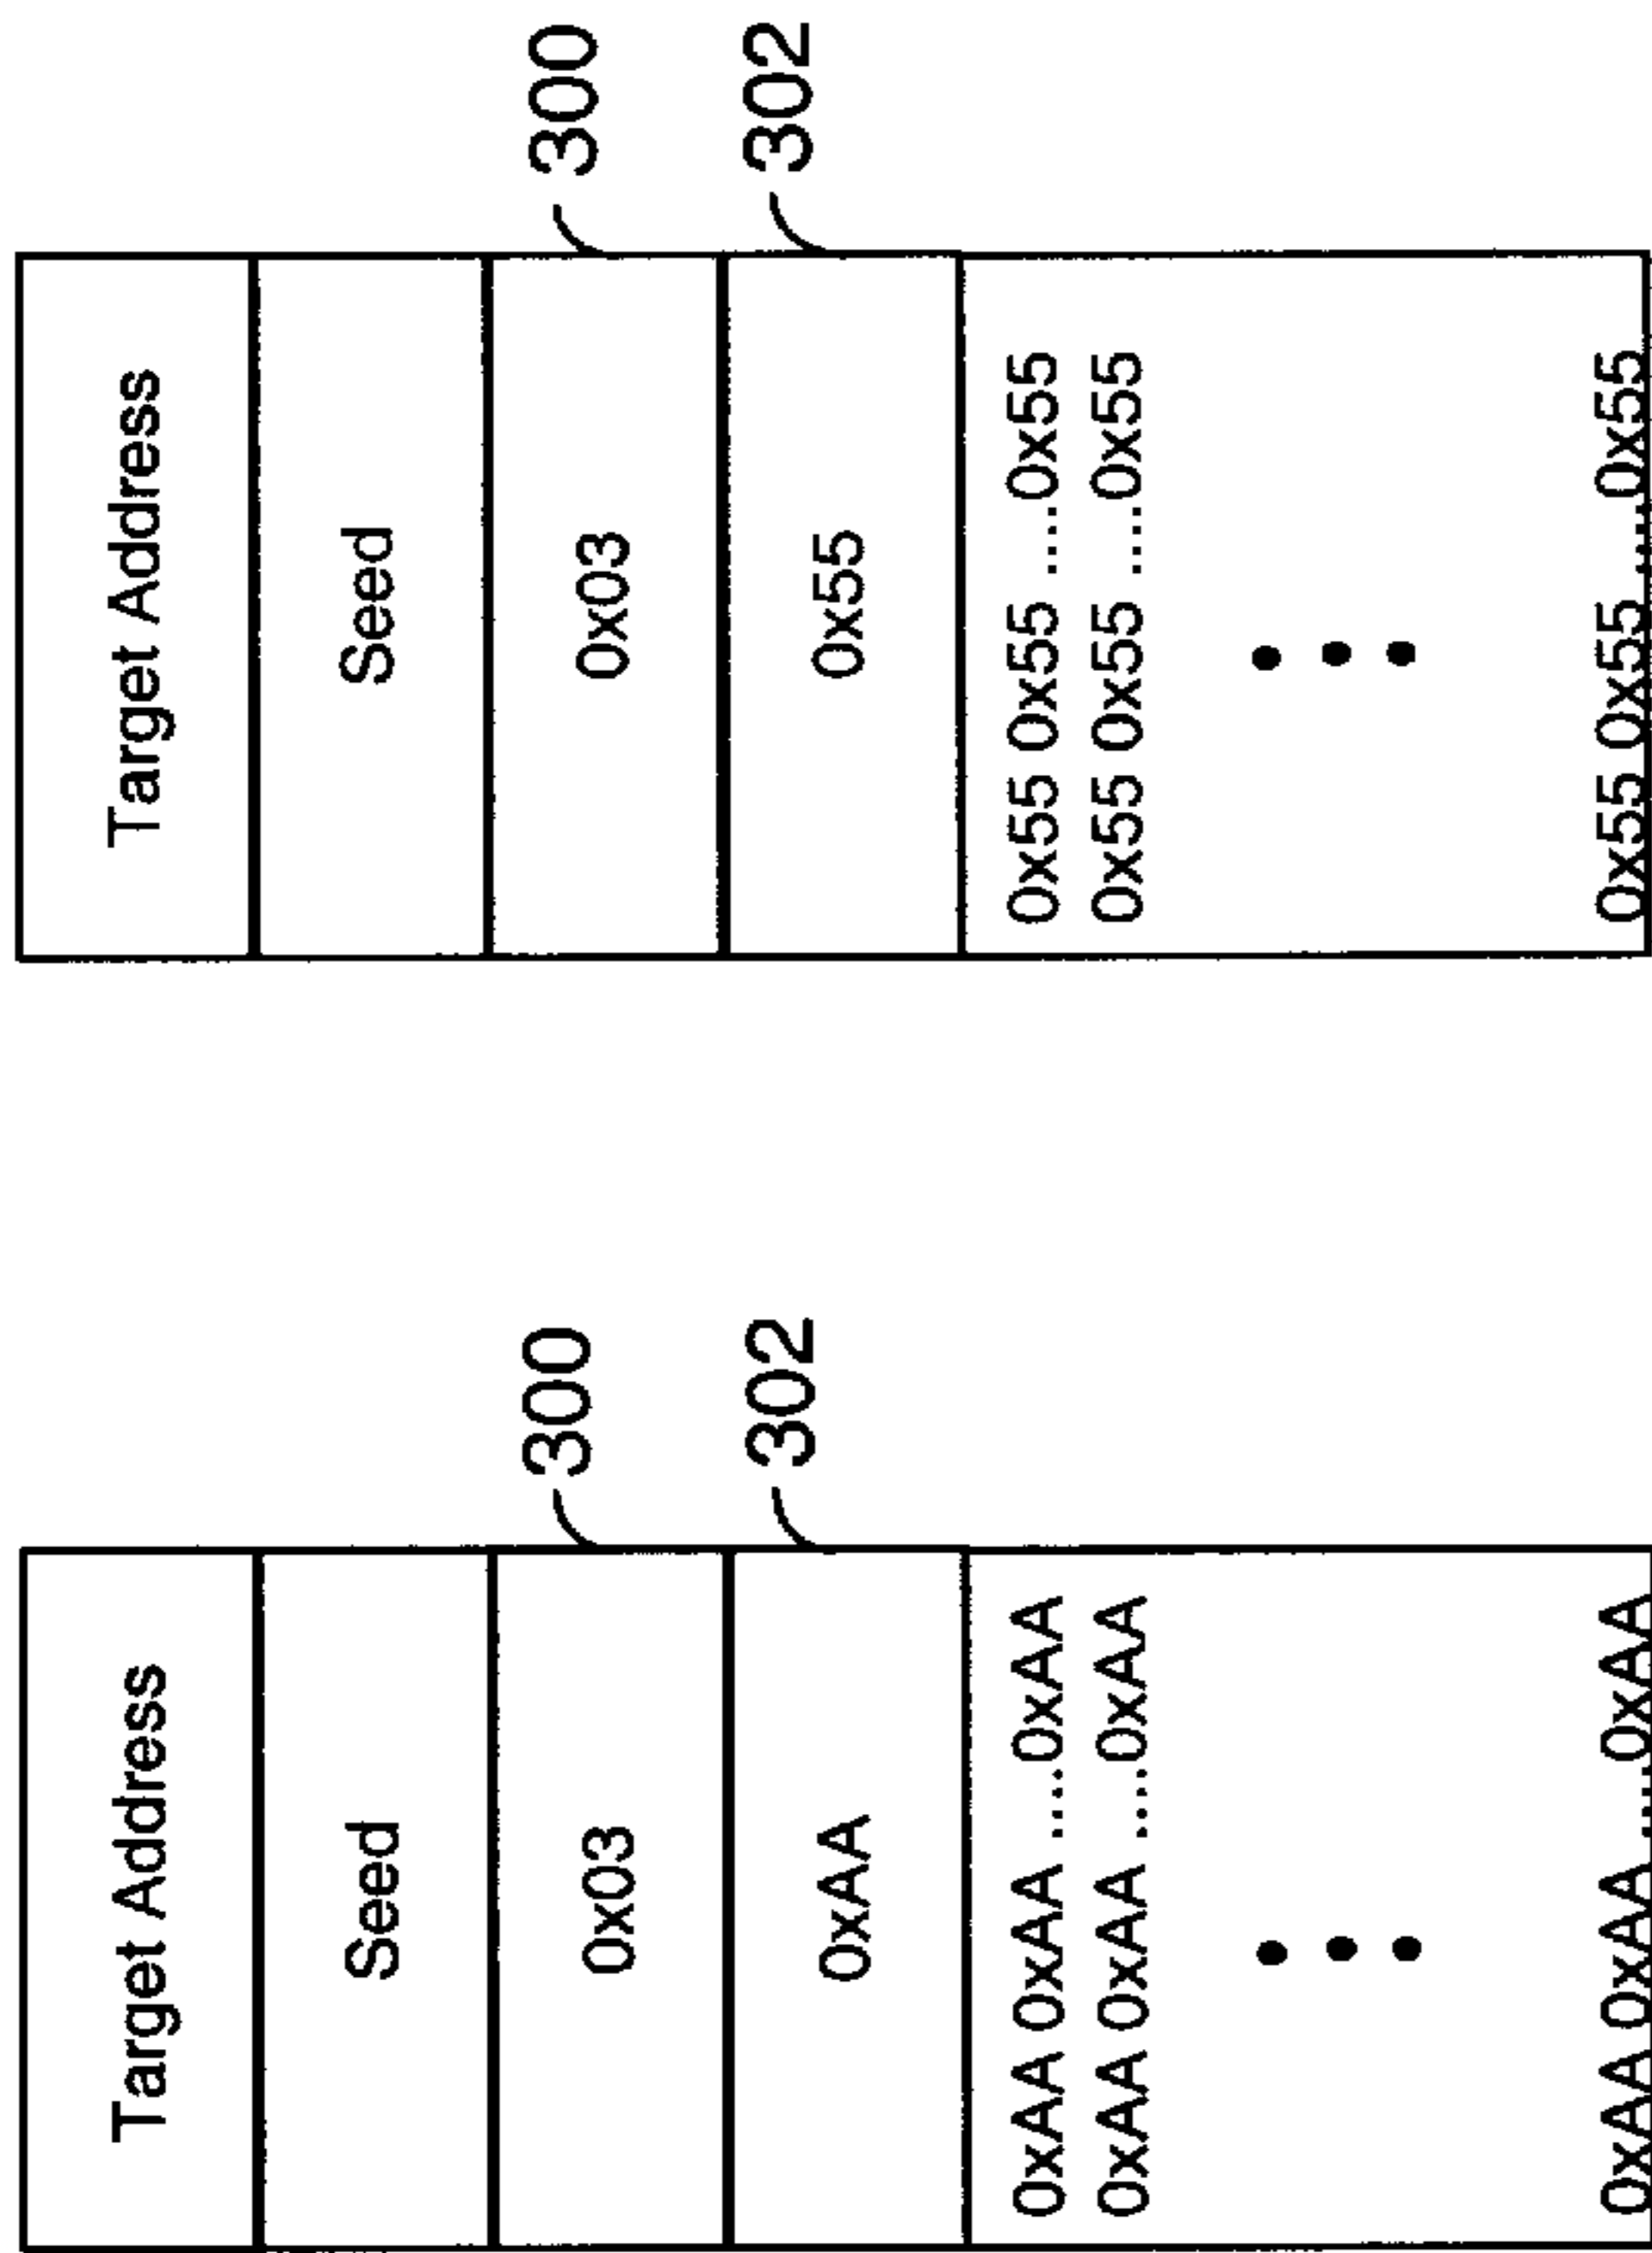 Target Address
Seed
0x03
300
0xAA
302
0xAA 0xAA ....0xAA
0xAA 0xAA ....0xAA
0xAA 0xAA ....0xAA
Target Address
Seed
0x03
300
0x55
302
0x55 0x55 ....0x55
0x55 0x55 ....0x55
0x55 0x55 ....0x55